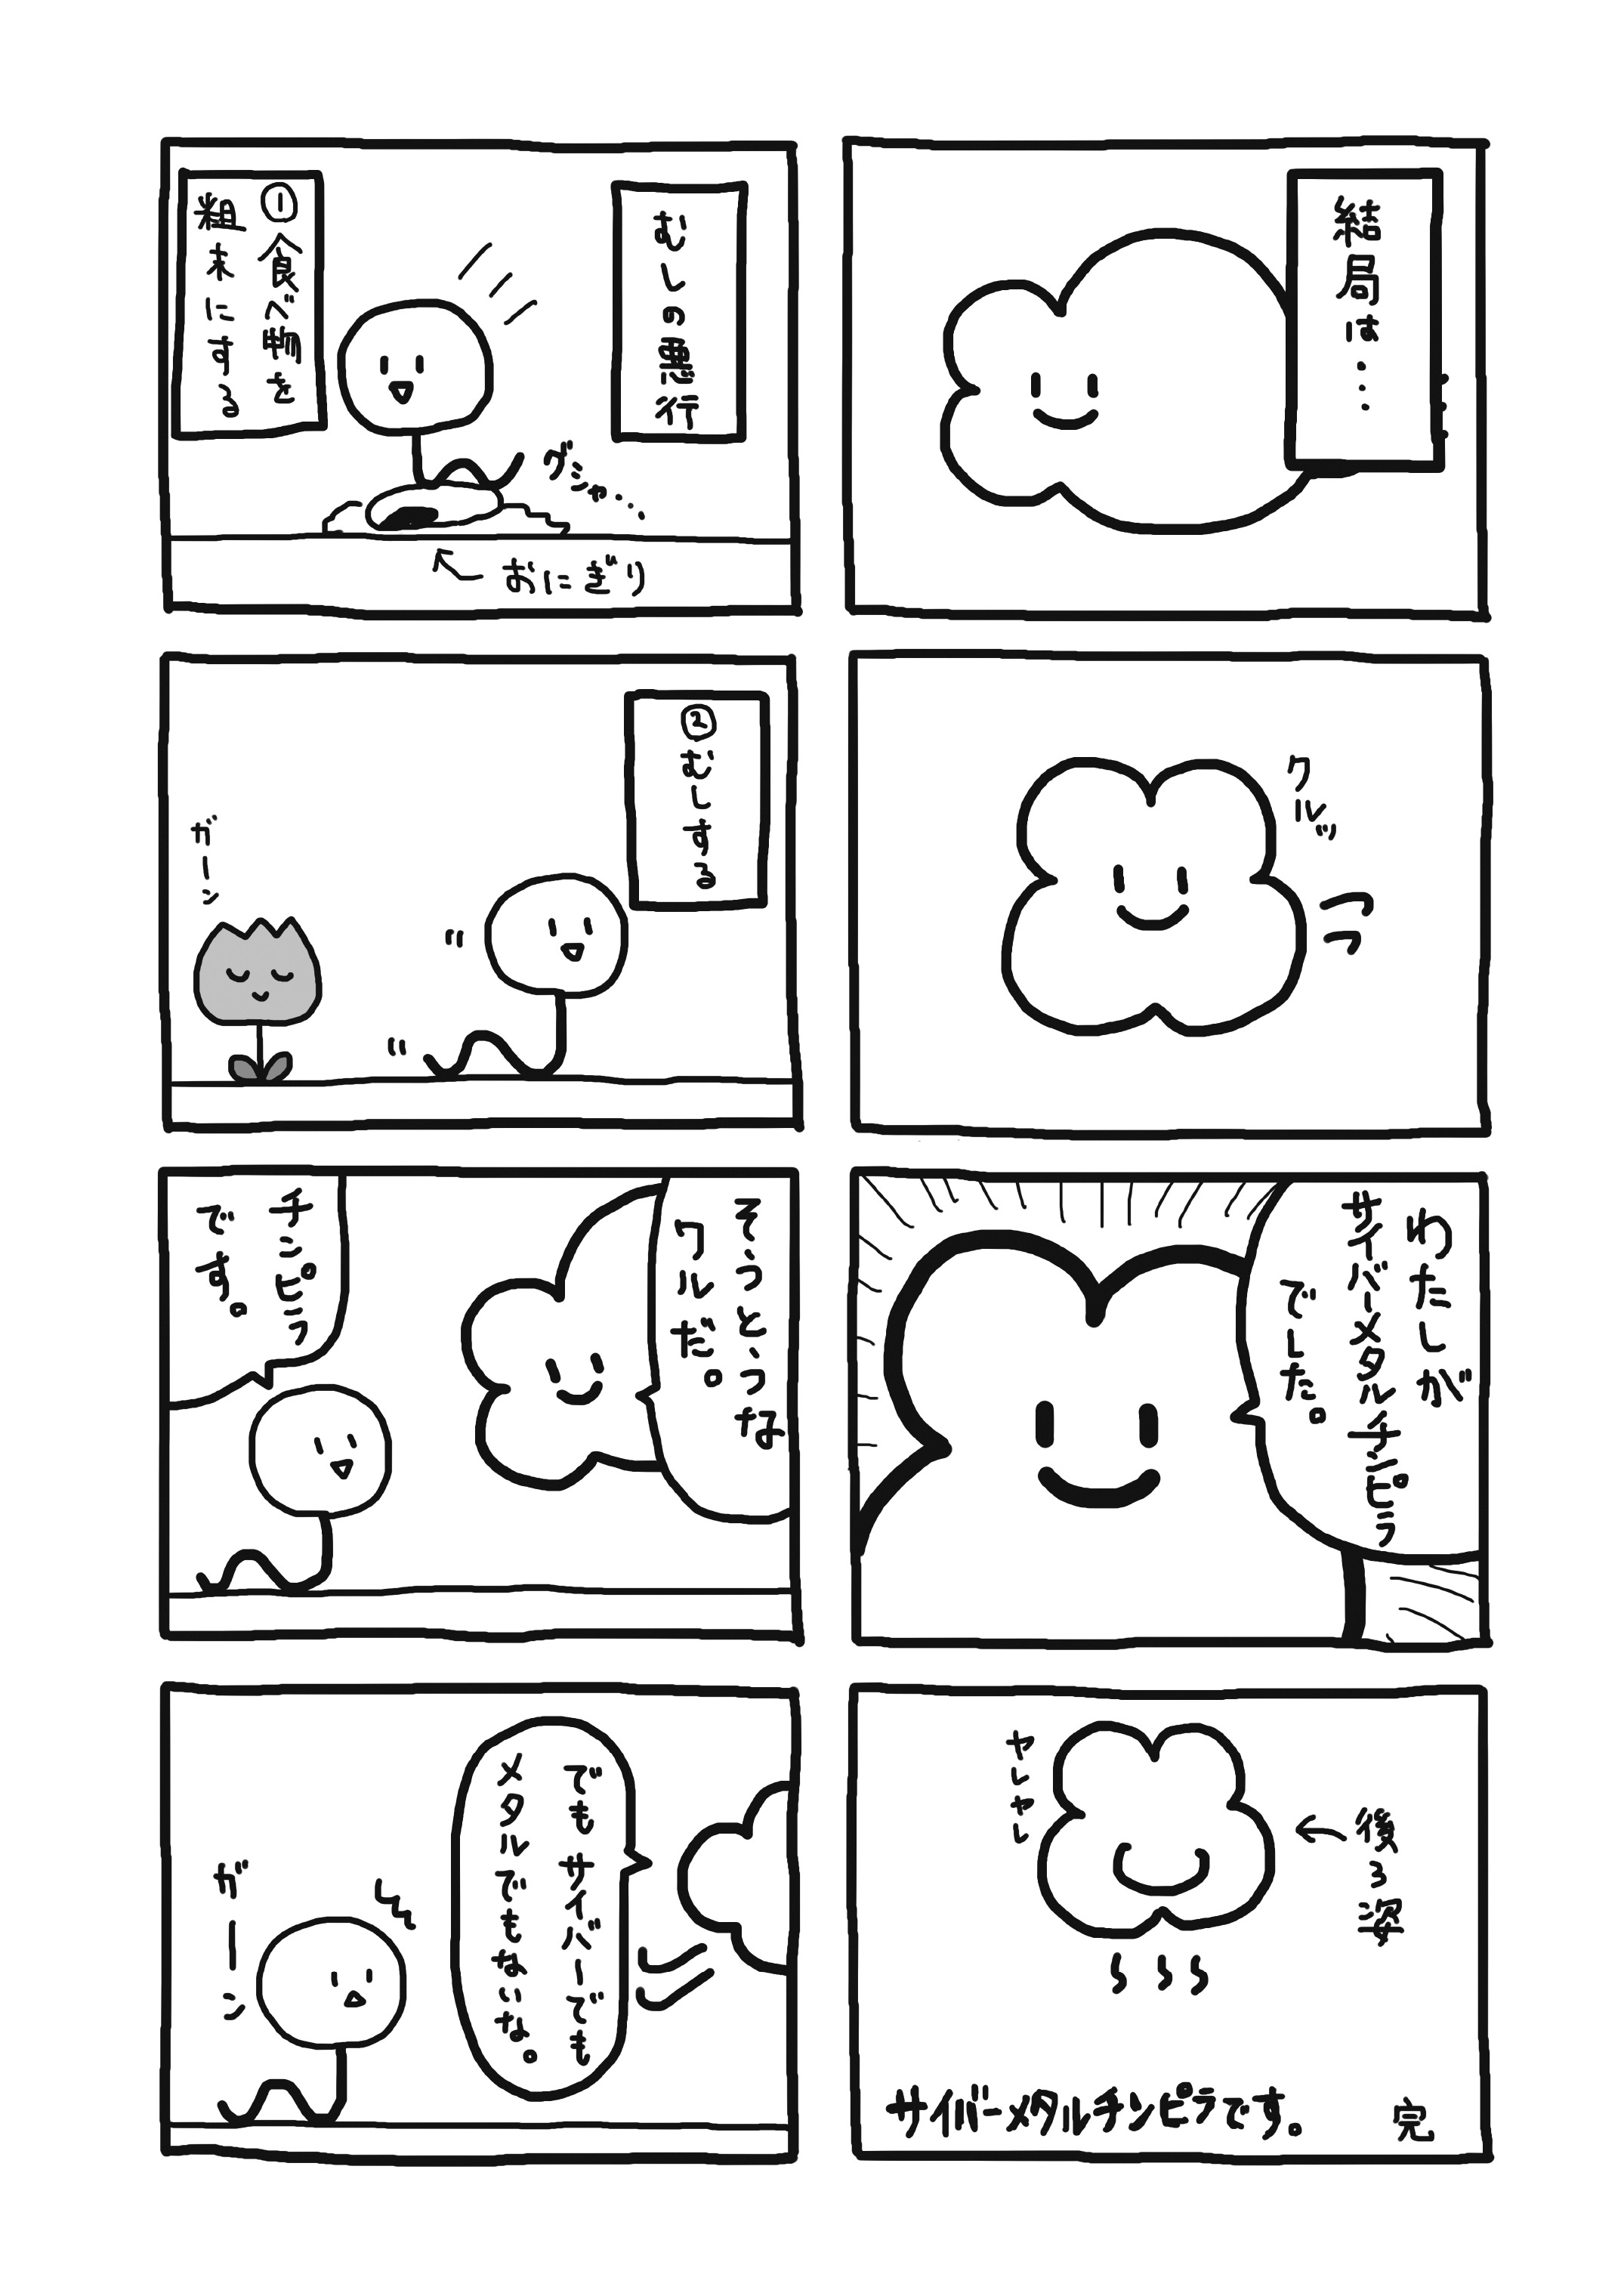 むしの悪行
①食べ物を
粗末にする
グシャ・・・・
おにぎり
②むしする
ガーン
そうとうな
ワルだ。
チンピラ
です。
でもサイバーでも
メタルでもないな。
ガーン
結局は・・・
クルッ
わたしが
サイバーメタルチンピラ
でした。
後ろ姿
ヤレヤレ
サイバーメタルチンピラです。
完